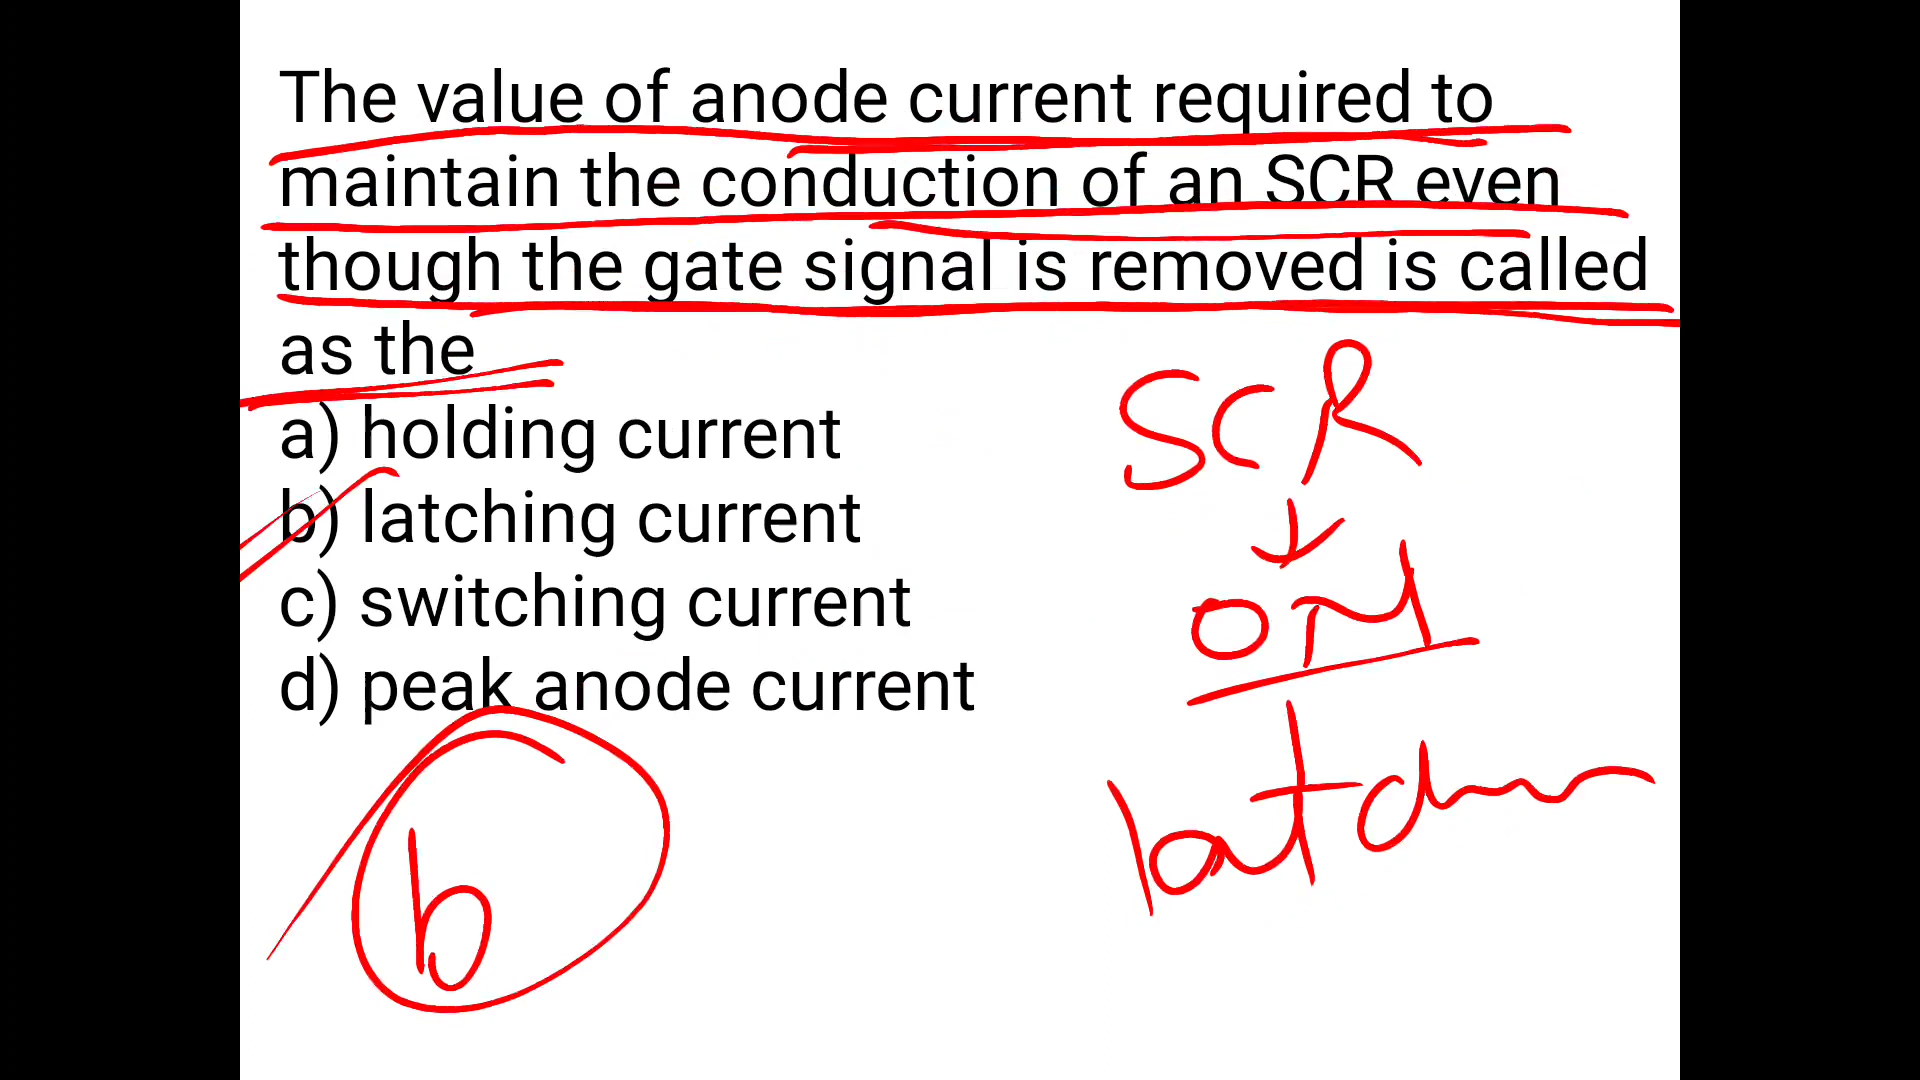 The value of anode current required to
maintain the conduction of an SCR even
though the gate signal is removed is called
as the
a) holding current
b) latching current
c) switching current
d) peak anode current
SCR
ON
b